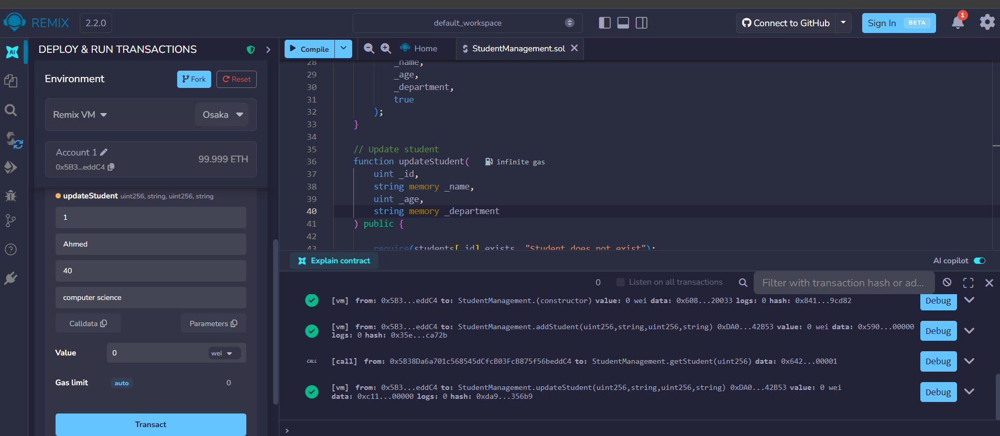 REMIX 2.2.0 default_workspace Connect to GitHub Sign In BETA 1
AI
DEPLOY & RUN TRANSACTIONS
Environment Fork Reset
Remix VM Osaka
Account 1 99.999 ETH
0x5B3...eddC4
updateStudent uint256, string, uint256, string
1
Ahmed
40
computer science
Calldata Parameters
Value 0 wei
Gas limit auto 0
Transact
Compile Home StudentManagement.sol
28 _name,
29 _age,
30 _department,
31 true
32 );
33 }
34
35 // Update student
36 function updateStudent( infinite gas
37 uint _id,
38 string memory _name,
39 uint _age,
40 string memory _department
41 ) public {
42
43 require(students[_id].exists, "Student does not exist");
Explain contract AI copilot
0 Listen on all transactions Filter with transaction hash or ad...
[vm] from: 0x5B3...eddC4 to: StudentManagement.(constructor) value: 0 wei data: 0x608...20033 logs: 0 hash: 0x841...9cd82 Debug
[vm] from: 0x5B3...eddC4 to: StudentManagement.addStudent(uint256,string,uint256,string) 0xDA0...42B53 value: 0 wei data: 0x590...00000
logs: 0 hash: 0x35e...ca72b Debug
CALL [call] from: 0x5B38Da6a701c568545dCfcB03FcB875f56beddC4 to: StudentManagement.getStudent(uint256) data: 0x642...00001 Debug
[vm] from: 0x5B3...eddC4 to: StudentManagement.updateStudent(uint256,string,uint256,string) 0xDA0...42B53 value: 0 wei
data: 0xc11...00000 logs: 0 hash: 0xda9...356b9 Debug
>